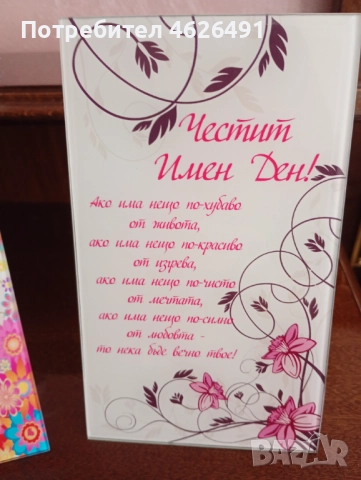 Потребител 4626491
Честит
Имен Ден!
Ако има нещо по-хубаво
от живота,
ако има нещо по-красиво
от изгрева,
ако има нещо по-чисто
от мечтата,
ако има нещо по-силно
от любовта -
то нека бъде вечно твое!
BAZAR